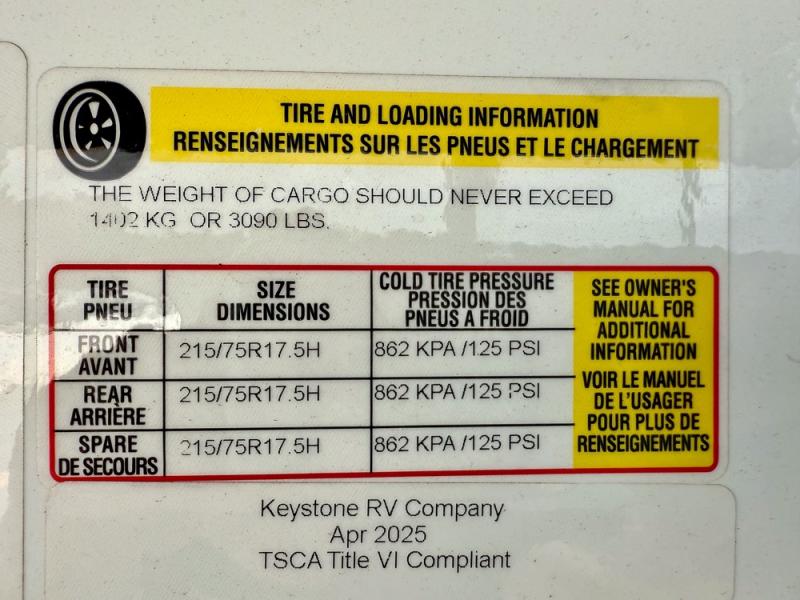 TIRE AND LOADING INFORMATION
RENSEIGNEMENTS SUR LES PNEUS ET LE CHARGEMENT
THE WEIGHT OF CARGO SHOULD NEVER EXCEED
1402 KG OR 3090 LBS.
TIRE
PNEU
SIZE
DIMENSIONS
COLD TIRE PRESSURE
PRESSION DES
PNEUS A FROID
FRONT
AVANT
215/75R17.5H
862 KPA /125 PSI
REAR
ARRIÈRE
215/75R17.5H
862 KPA /125 PSI
SPARE
DE SECOURS
215/75R17.5H
862 KPA /125 PSI
SEE OWNER'S
MANUAL FOR
ADDITIONAL
INFORMATION
VOIR LE MANUEL
DE L'USAGER
POUR PLUS DE
RENSEIGNEMENTS
Keystone RV Company
Apr 2025
TSCA Title VI Compliant